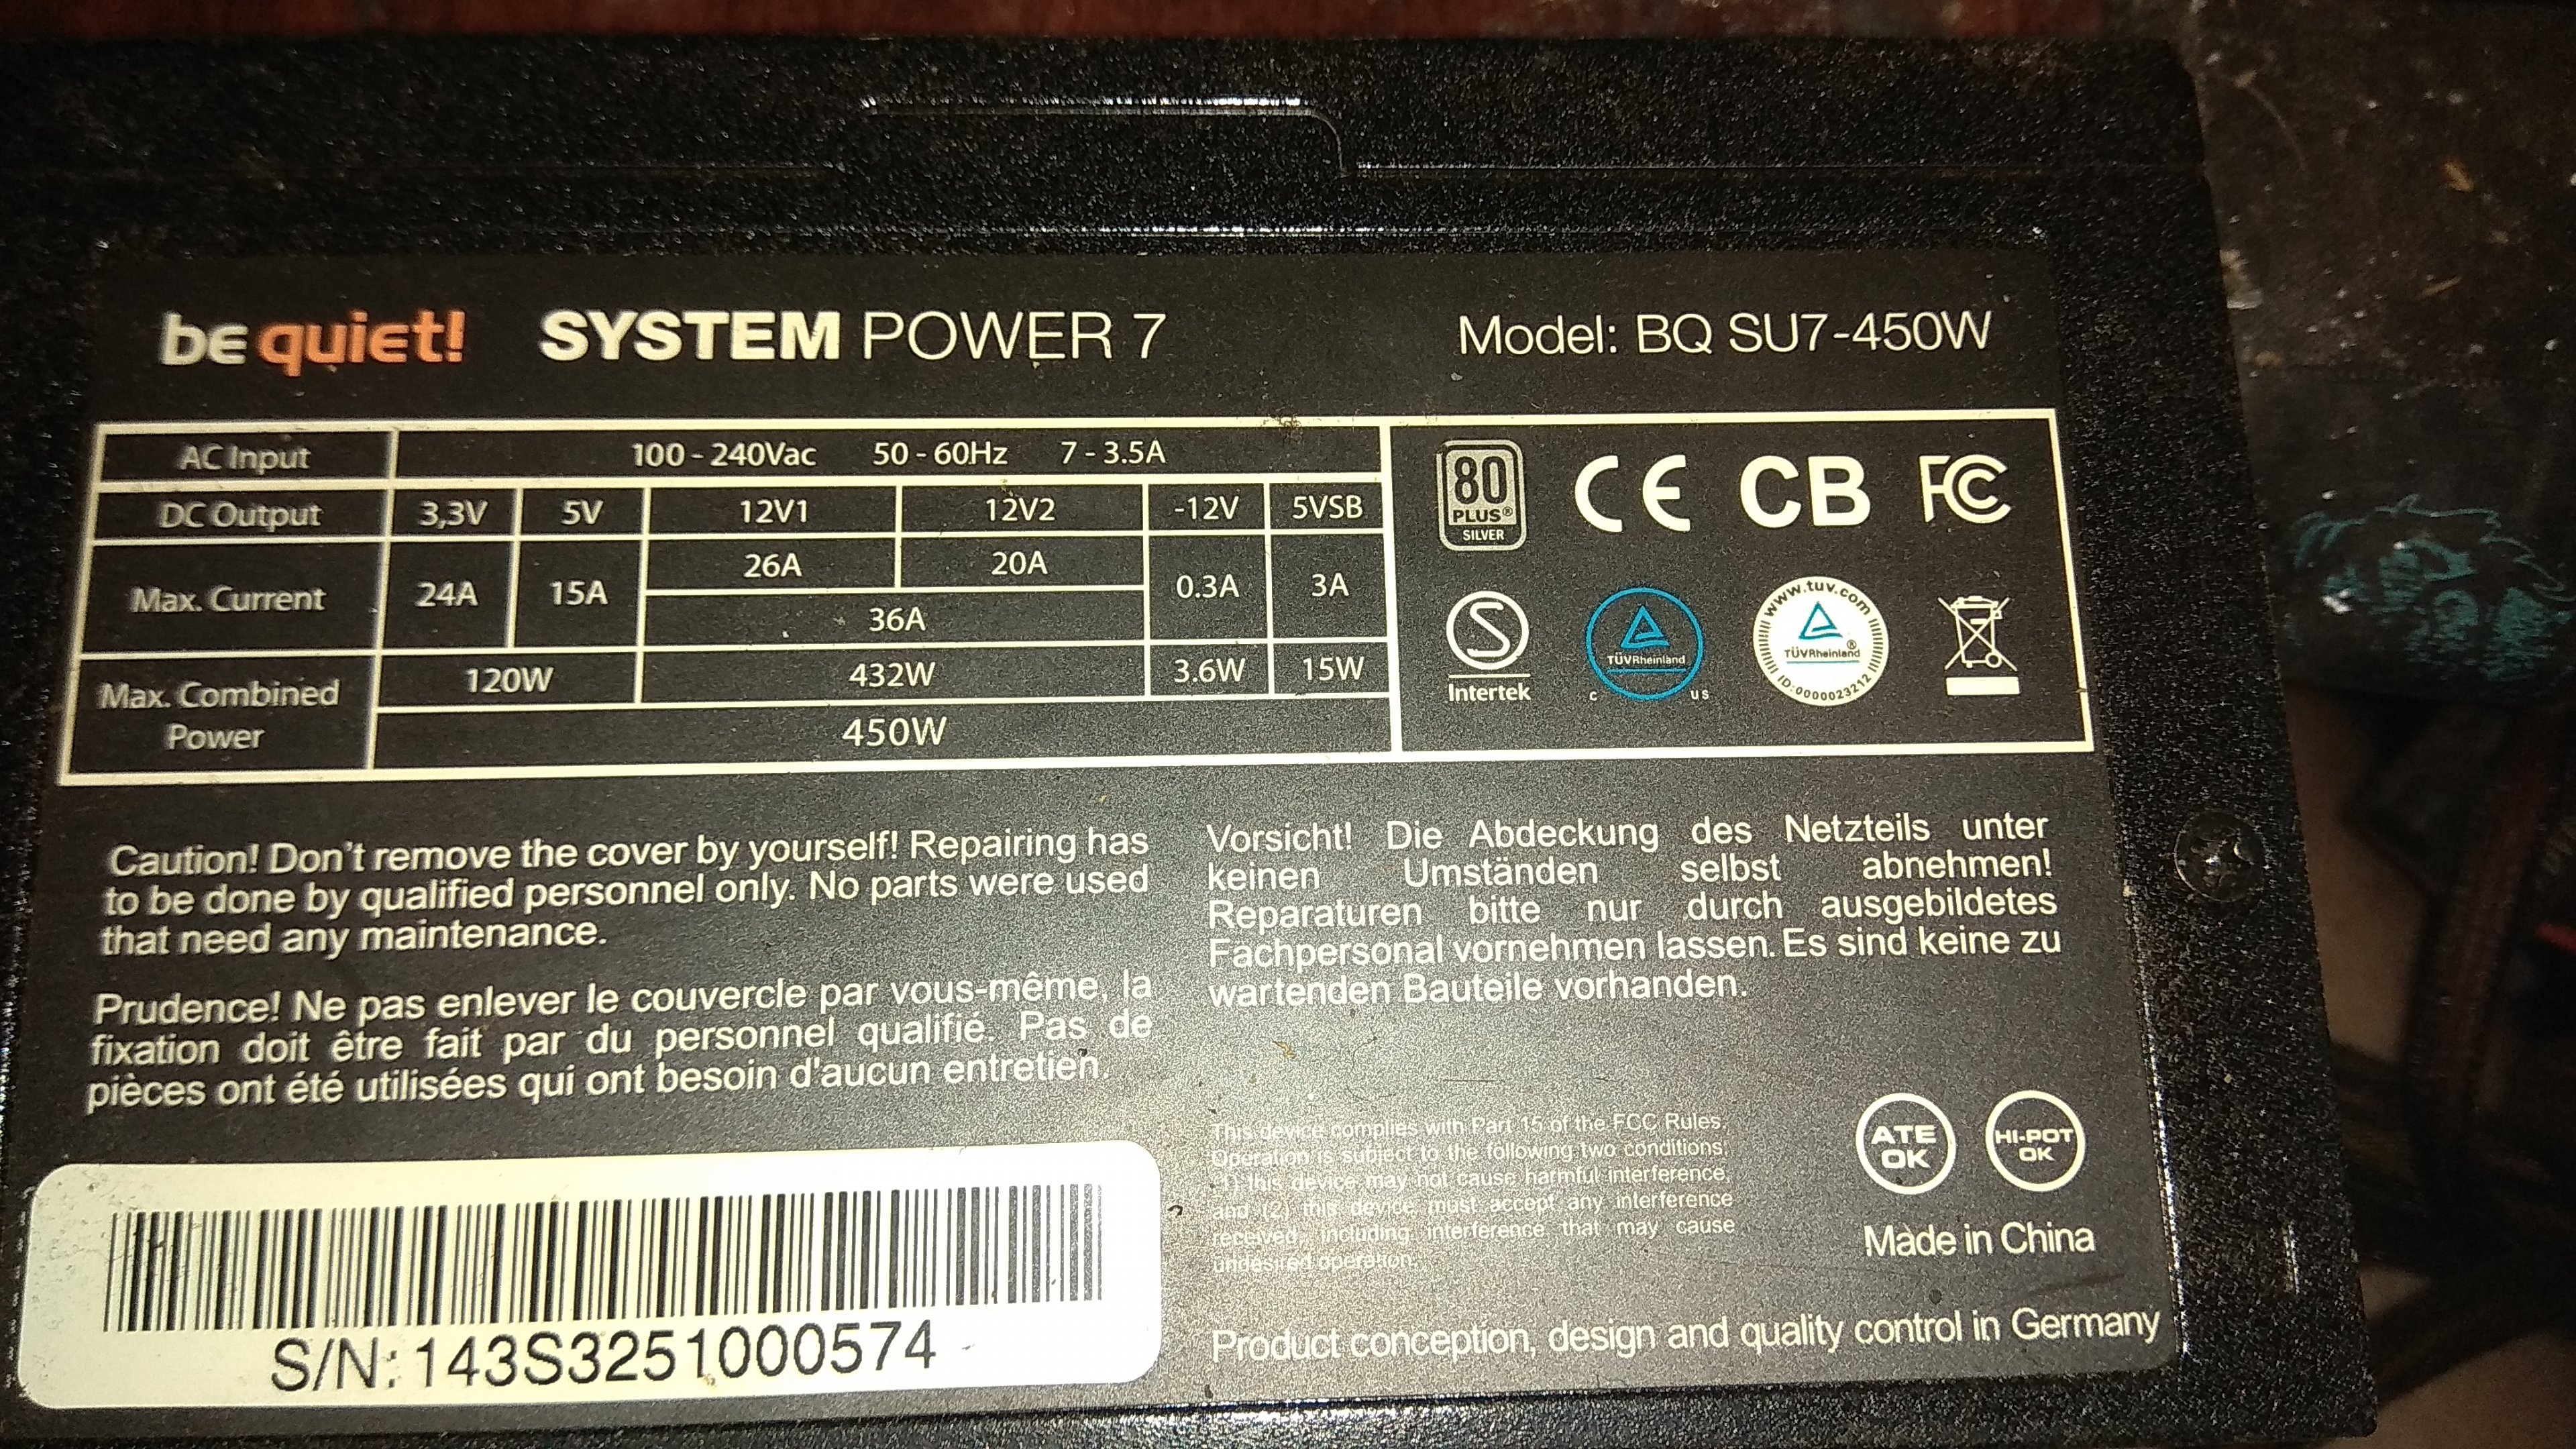 be quiet! SYSTEM POWER 7 Model: BQ SU7-450W
AC Input 100 - 240Vac 50 - 60Hz 7 - 3.5A
DC Output 3,3V 5V 12V1 12V2 -12V 5VSB
Max. Current 24A 15A 26A 20A 0.3A 3A
36A
Max. Combined Power 120W 432W 3.6W 15W
450W
80 PLUS® SILVER
CE CB FC
S Intertek
TÜVRheinland
C US
www.tuv.com
TÜVRheinland ®
ID:0000023212
Caution! Don't remove the cover by yourself! Repairing has
to be done by qualified personnel only. No parts were used
that need any maintenance.
Prudence! Ne pas enlever le couvercle par vous-même, la
fixation doit être fait par du personnel qualifié. Pas de
pièces ont été utilisées qui ont besoin d'aucun entretien.
Vorsicht! Die Abdeckung des Netzteils unter
keinen Umständen selbst abnehmen!
Reparaturen bitte nur durch ausgebildetes
Fachpersonal vornehmen lassen. Es sind keine zu
wartenden Bauteile vorhanden.
This device complies with Part 15 of the FCC Rules.
Operation is subject to the following two conditions:
1) this device may not cause harmful interference,
and (2) this device must accept any interference
received, including interference that may cause
undesired operation.
ATE OK
HI-POT OK
Made in China
Product conception, design and quality control in Germany
S/N: 143S3251000574